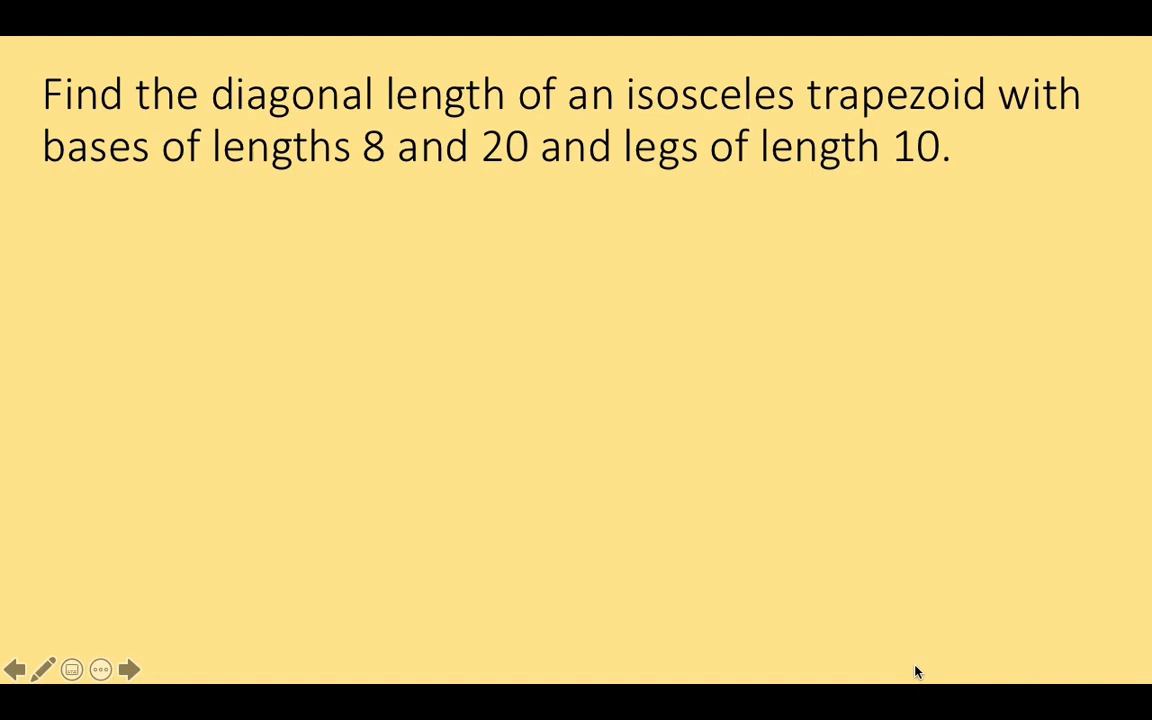 Find the diagonal length of an isosceles trapezoid with
bases of lengths 8 and 20 and legs of length 10.